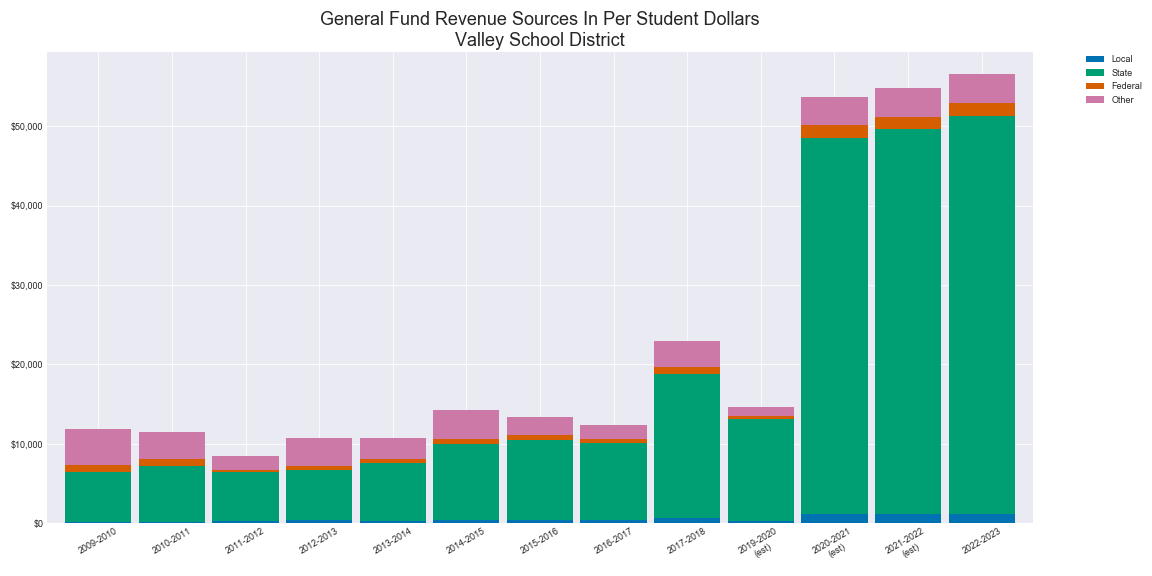 General Fund Revenue Sources In Per Student Dollars
Valley School District
Local
State
Federal
Other
$50,000
$40,000
$30,000
$20,000
$10,000
$0
2009-2010
2010-2011
2011-2012
2012-2013
2013-2014
2014-2015
2015-2016
2016-2017
2017-2018
2019-2020
(est)
2020-2021
(est)
2021-2022
(est)
2022-2023